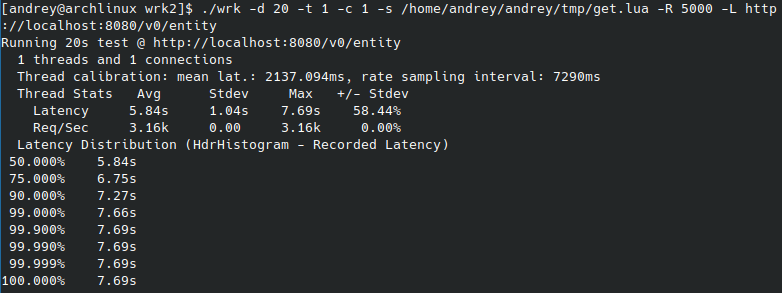 [andrey@archlinux wrk2]$ ./wrk -d 20 -t 1 -c 1 -s /home/andrey/andrey/tmp/get.lua -R 5000 -L http
://localhost:8080/v0/entity
Running 20s test @ http://localhost:8080/v0/entity
  1 threads and 1 connections
  Thread calibration: mean lat.: 2137.094ms, rate sampling interval: 7290ms
  Thread Stats   Avg      Stdev     Max   +/- Stdev
    Latency     5.84s     1.04s    7.69s    58.44%
    Req/Sec     3.16k     0.00     3.16k     0.00%
  Latency Distribution (HdrHistogram - Recorded Latency)
 50.000%    5.84s
 75.000%    6.75s
 90.000%    7.27s
 99.000%    7.66s
 99.900%    7.69s
 99.990%    7.69s
 99.999%    7.69s
100.000%    7.69s